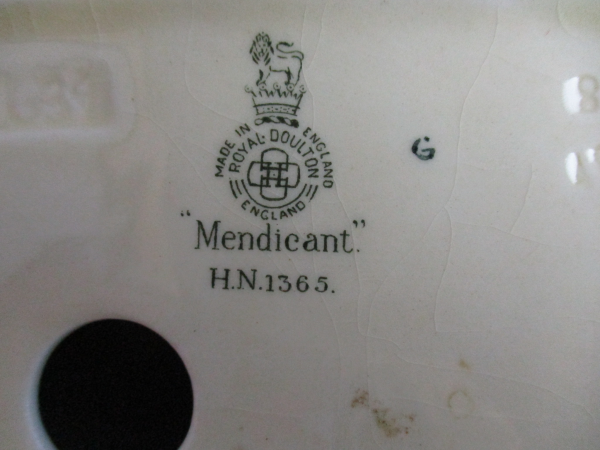 MADE IN ENGLAND
ROYAL DOULTON
ENGLAND
G
"Mendicant."
H.N.1365.